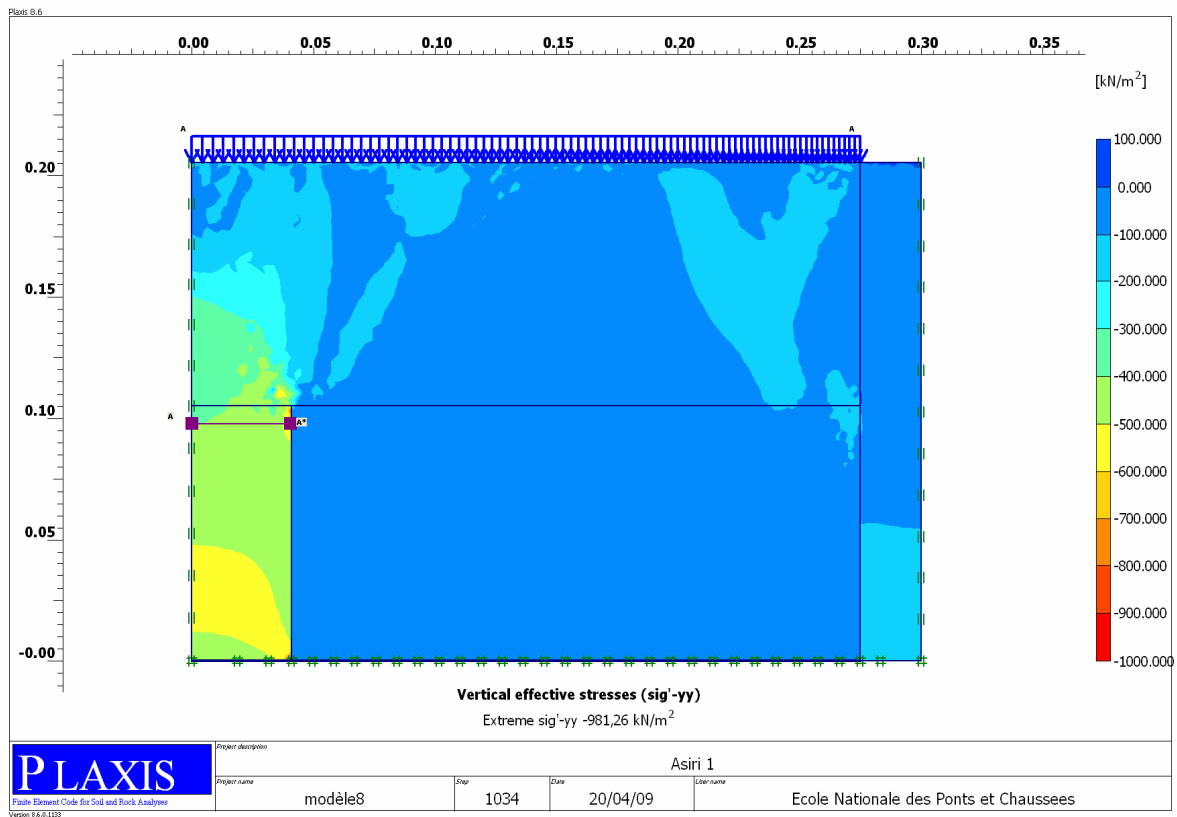 Plaxis 8.6
0.00 0.05 0.10 0.15 0.20 0.25 0.30 0.35
[kN/m²]
A A
100.000
0.000
-100.000
-200.000
-300.000
-400.000
-500.000
-600.000
-700.000
-800.000
-900.000
-1000.000
0.20
0.15
0.10
0.05
-0.00
A A*
Vertical effective stresses (sig'-yy)
Extreme sig'-yy -981,26 kN/m²
PLAXIS
Finite Element Code for Soil and Rock Analyses
Version 8.6.0.1133
Project description
Asiri 1
Project name Step Date User name
modèle8 1034 20/04/09 Ecole Nationale des Ponts et Chaussees